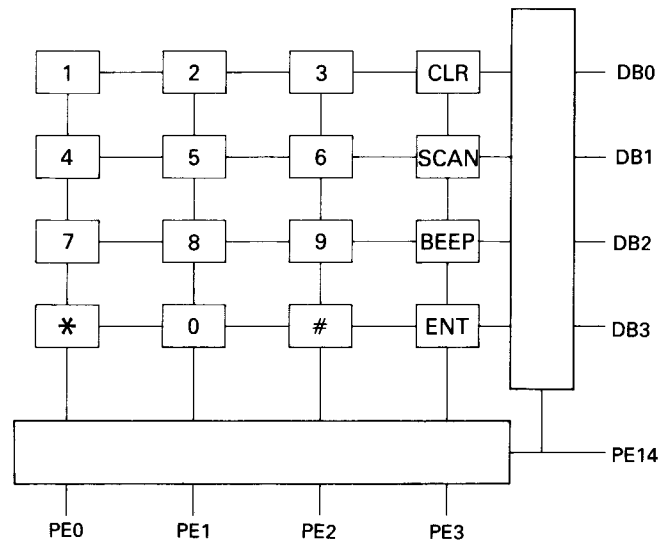 1 2 3 CLR DB0
4 5 6 SCAN DB1
7 8 9 BEEP DB2
* 0 # ENT DB3
PE14
PE0 PE1 PE2 PE3